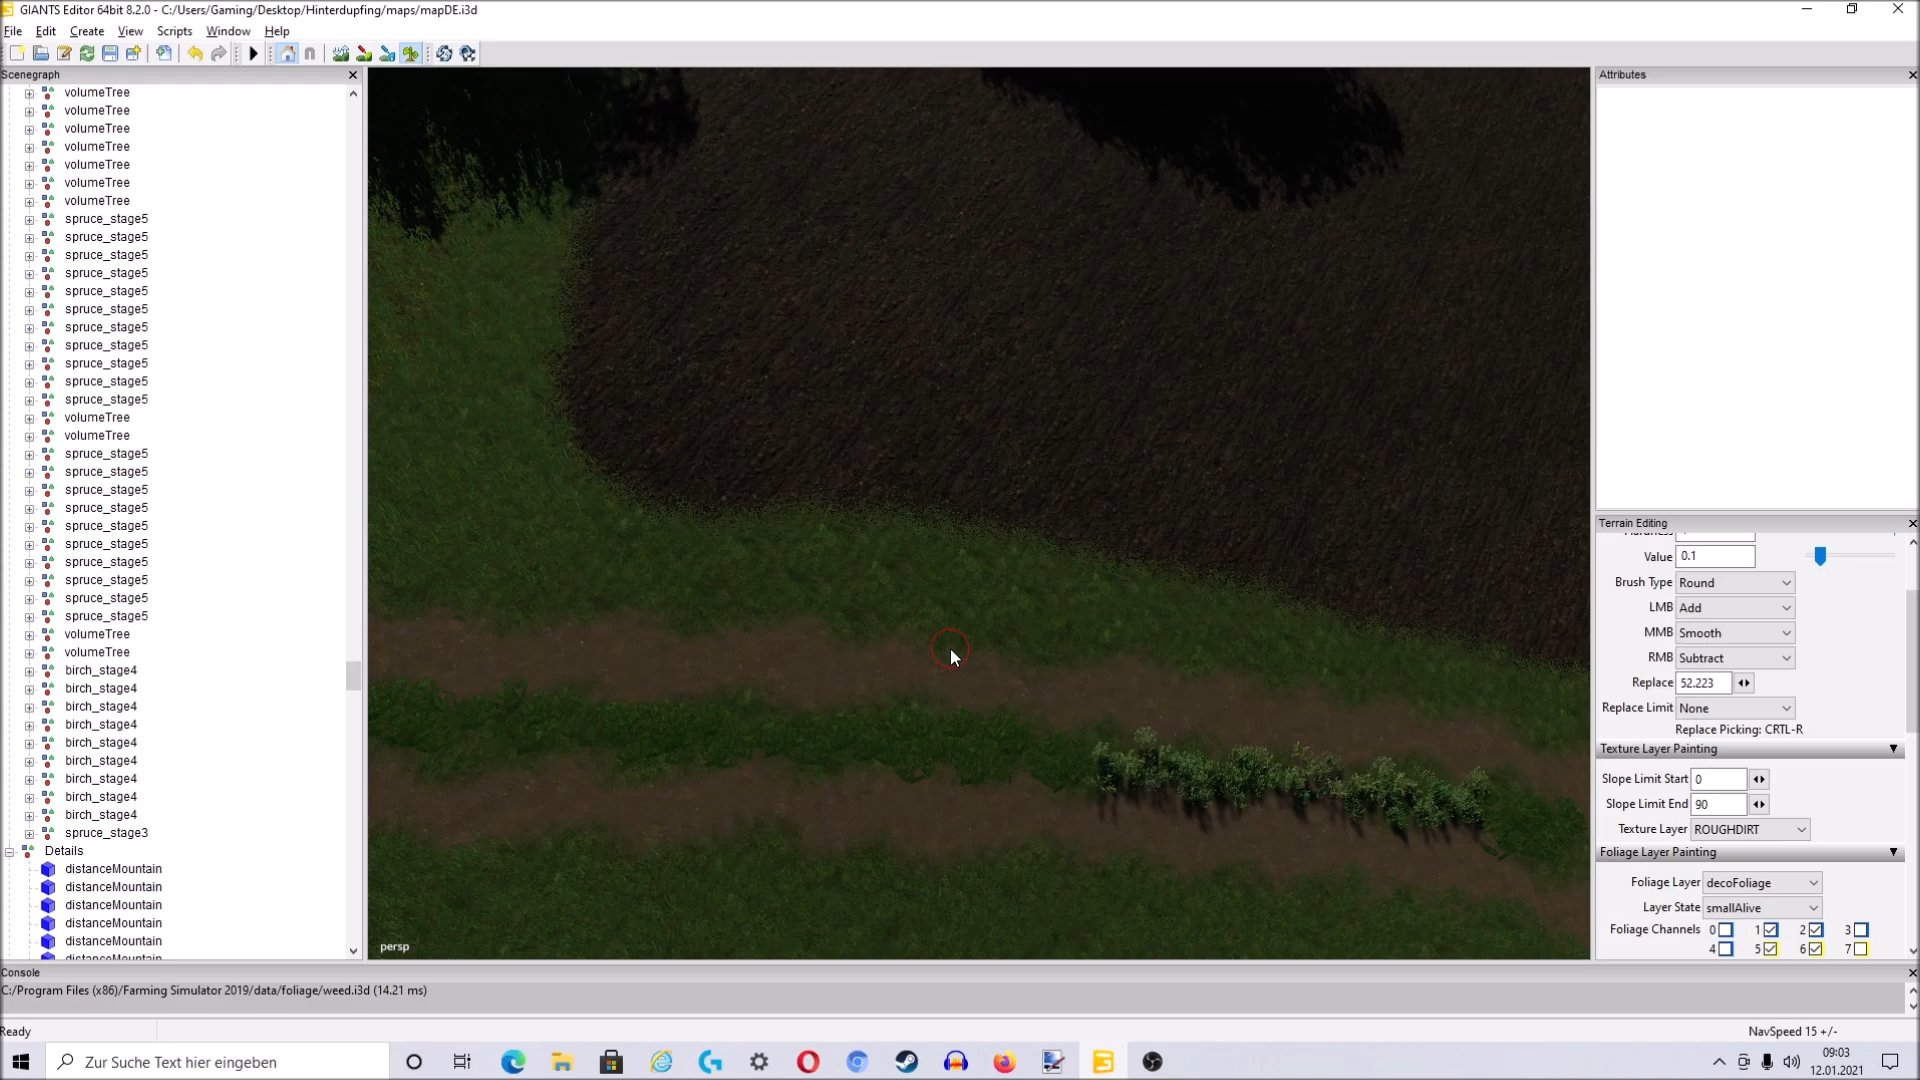 GIANTS Editor 64bit 8.2.0 - C:/Users/Gaming/Desktop/Hinterdupfing/maps/mapDE.i3d
File Edit Create View Scripts Window Help
Scenegraph
volumeTree
volumeTree
volumeTree
volumeTree
volumeTree
volumeTree
volumeTree
spruce_stage5
spruce_stage5
spruce_stage5
spruce_stage5
spruce_stage5
spruce_stage5
spruce_stage5
spruce_stage5
spruce_stage5
spruce_stage5
spruce_stage5
volumeTree
volumeTree
spruce_stage5
spruce_stage5
spruce_stage5
spruce_stage5
spruce_stage5
spruce_stage5
spruce_stage5
spruce_stage5
spruce_stage5
spruce_stage5
volumeTree
volumeTree
birch_stage4
birch_stage4
birch_stage4
birch_stage4
birch_stage4
birch_stage4
birch_stage4
birch_stage4
birch_stage4
spruce_stage3
Details
distanceMountain
distanceMountain
distanceMountain
distanceMountain
distanceMountain
persp
Attributes
Terrain Editing
Value 0.1
Brush Type Round
LMB Add
MMB Smooth
RMB Subtract
Replace 52.223
Replace Limit None
Replace Picking: CRTL-R
Texture Layer Painting
Slope Limit Start 0
Slope Limit End 90
Texture Layer ROUGHDIRT
Foliage Layer Painting
Foliage Layer decoFoliage
Layer State smallAlive
Foliage Channels 0 1 2 3
4 5 6 7
Console
C:/Program Files (x86)/Farming Simulator 2019/data/foliage/weed.i3d (14.21 ms)
Ready
NavSpeed 15 +/-
Zur Suche Text hier eingeben
09:03
12.01.2021